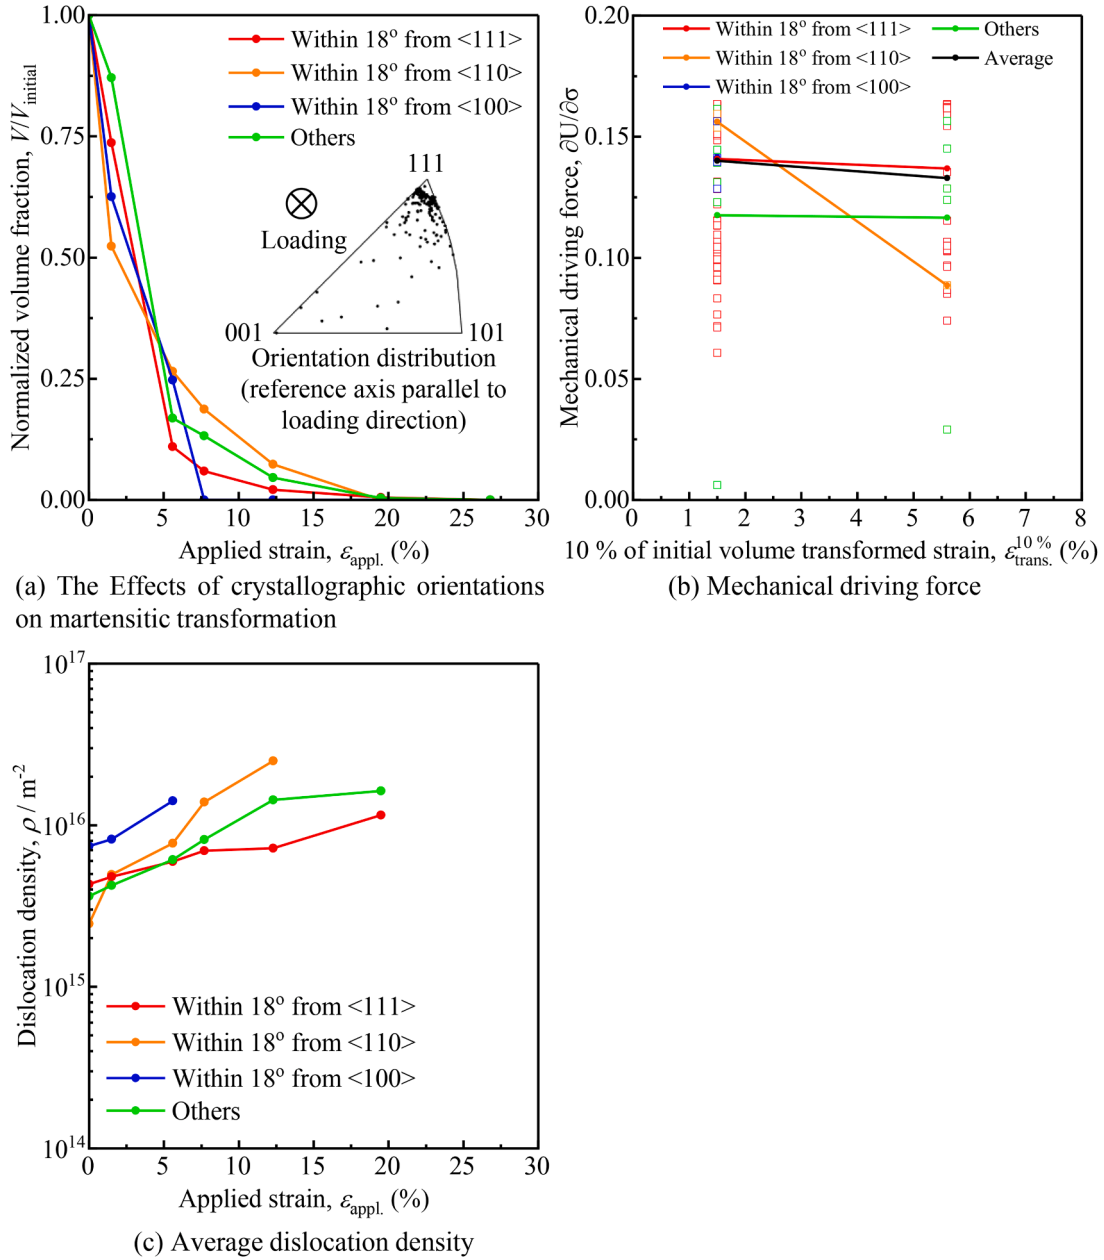 1.00
0.75
0.50
0.25
0.00
Normalized volume fraction, V/V_initial
Within 18° from <111>
Within 18° from <110>
Within 18° from <100>
Others
111
Loading
001
101
Orientation distribution
(reference axis parallel to
loading direction)
0 5 10 15 20 25 30
Applied strain, ε_appl. (%)
(a) The Effects of crystallographic orientations
on martensitic transformation
0.20
0.15
0.10
0.05
0.00
Mechanical driving force, ∂U/∂σ
Within 18° from <111>
Within 18° from <110>
Within 18° from <100>
Others
Average
0 1 2 3 4 5 6 7 8
10 % of initial volume transformed strain, ε_trans.^10 % (%)
(b) Mechanical driving force
10^17
10^16
10^15
10^14
Dislocation density, ρ / m^-2
Within 18° from <111>
Within 18° from <110>
Within 18° from <100>
Others
0 5 10 15 20 25 30
Applied strain, ε_appl. (%)
(c) Average dislocation density